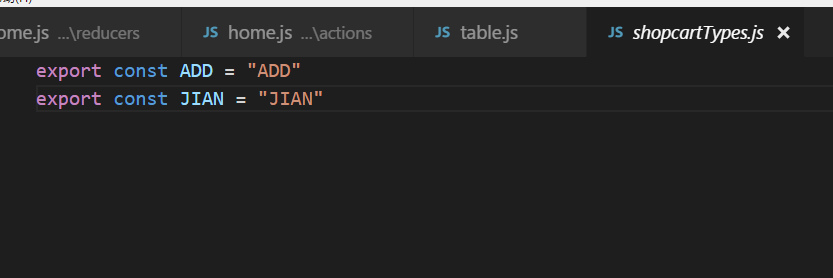 ome.js ...\reducers
JS home.js ...\actions
JS table.js
JS shopcartTypes.js
export const ADD = "ADD"
export const JIAN = "JIAN"